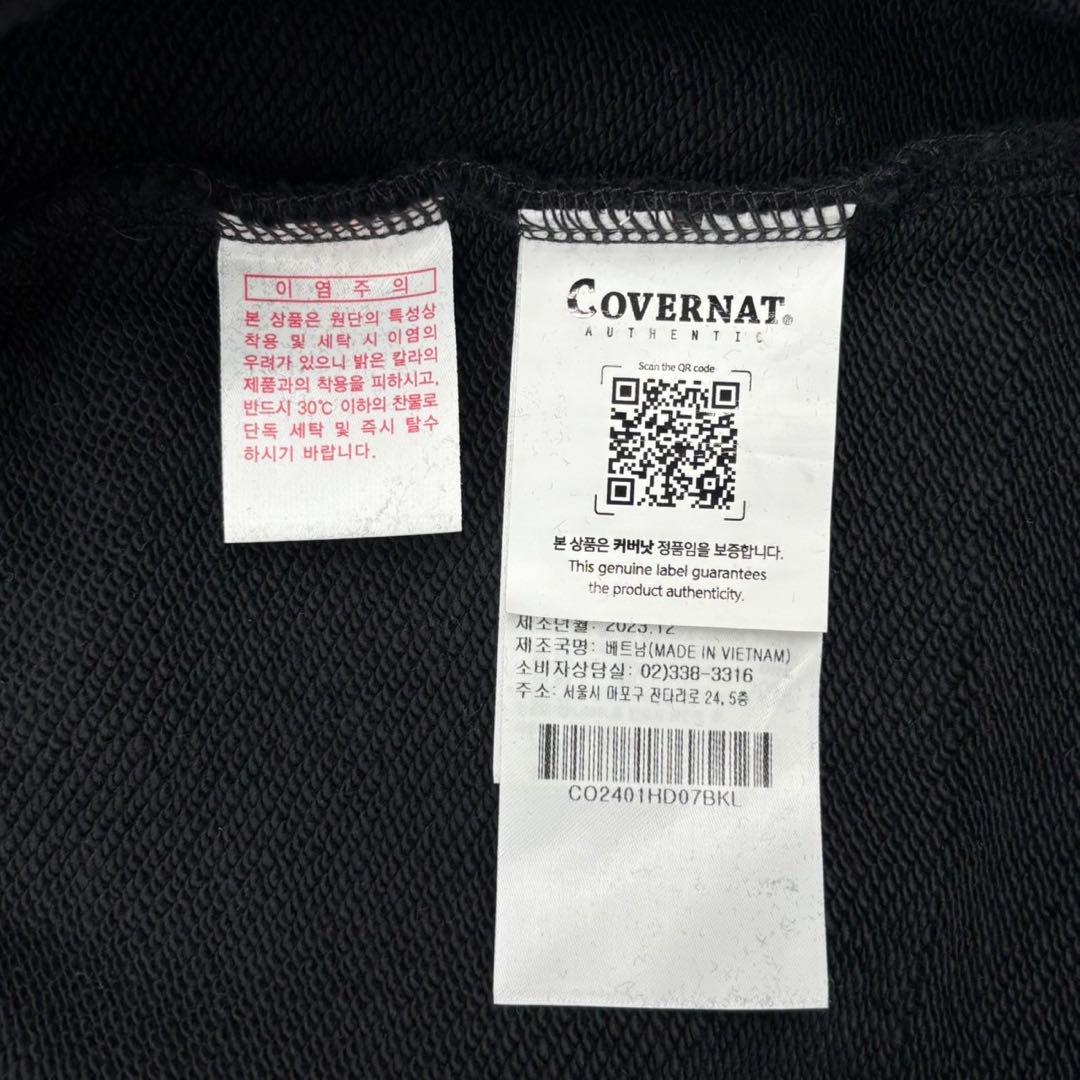 이 염 주 의
본 상품은 원단의 특성상
착용 및 세탁 시 이염의
우려가 있으니 밝은 칼라의
제품과의 착용을 피하시고,
반드시 30℃ 이하의 찬물로
단독 세탁 및 즉시 탈수
하시기 바랍니다.
COVERNAT®
AUTHENTIC
Scan the QR code
본 상품은 커버낫 정품임을 보증합니다.
This genuine label guarantees
the product authenticity.
제조년월: 2023.12
제조국명: 베트남(MADE IN VIETNAM)
소비자상담실: 02)338-3316
주소: 서울시 마포구 잔다리로 24, 5층
CO2401HD07BKL